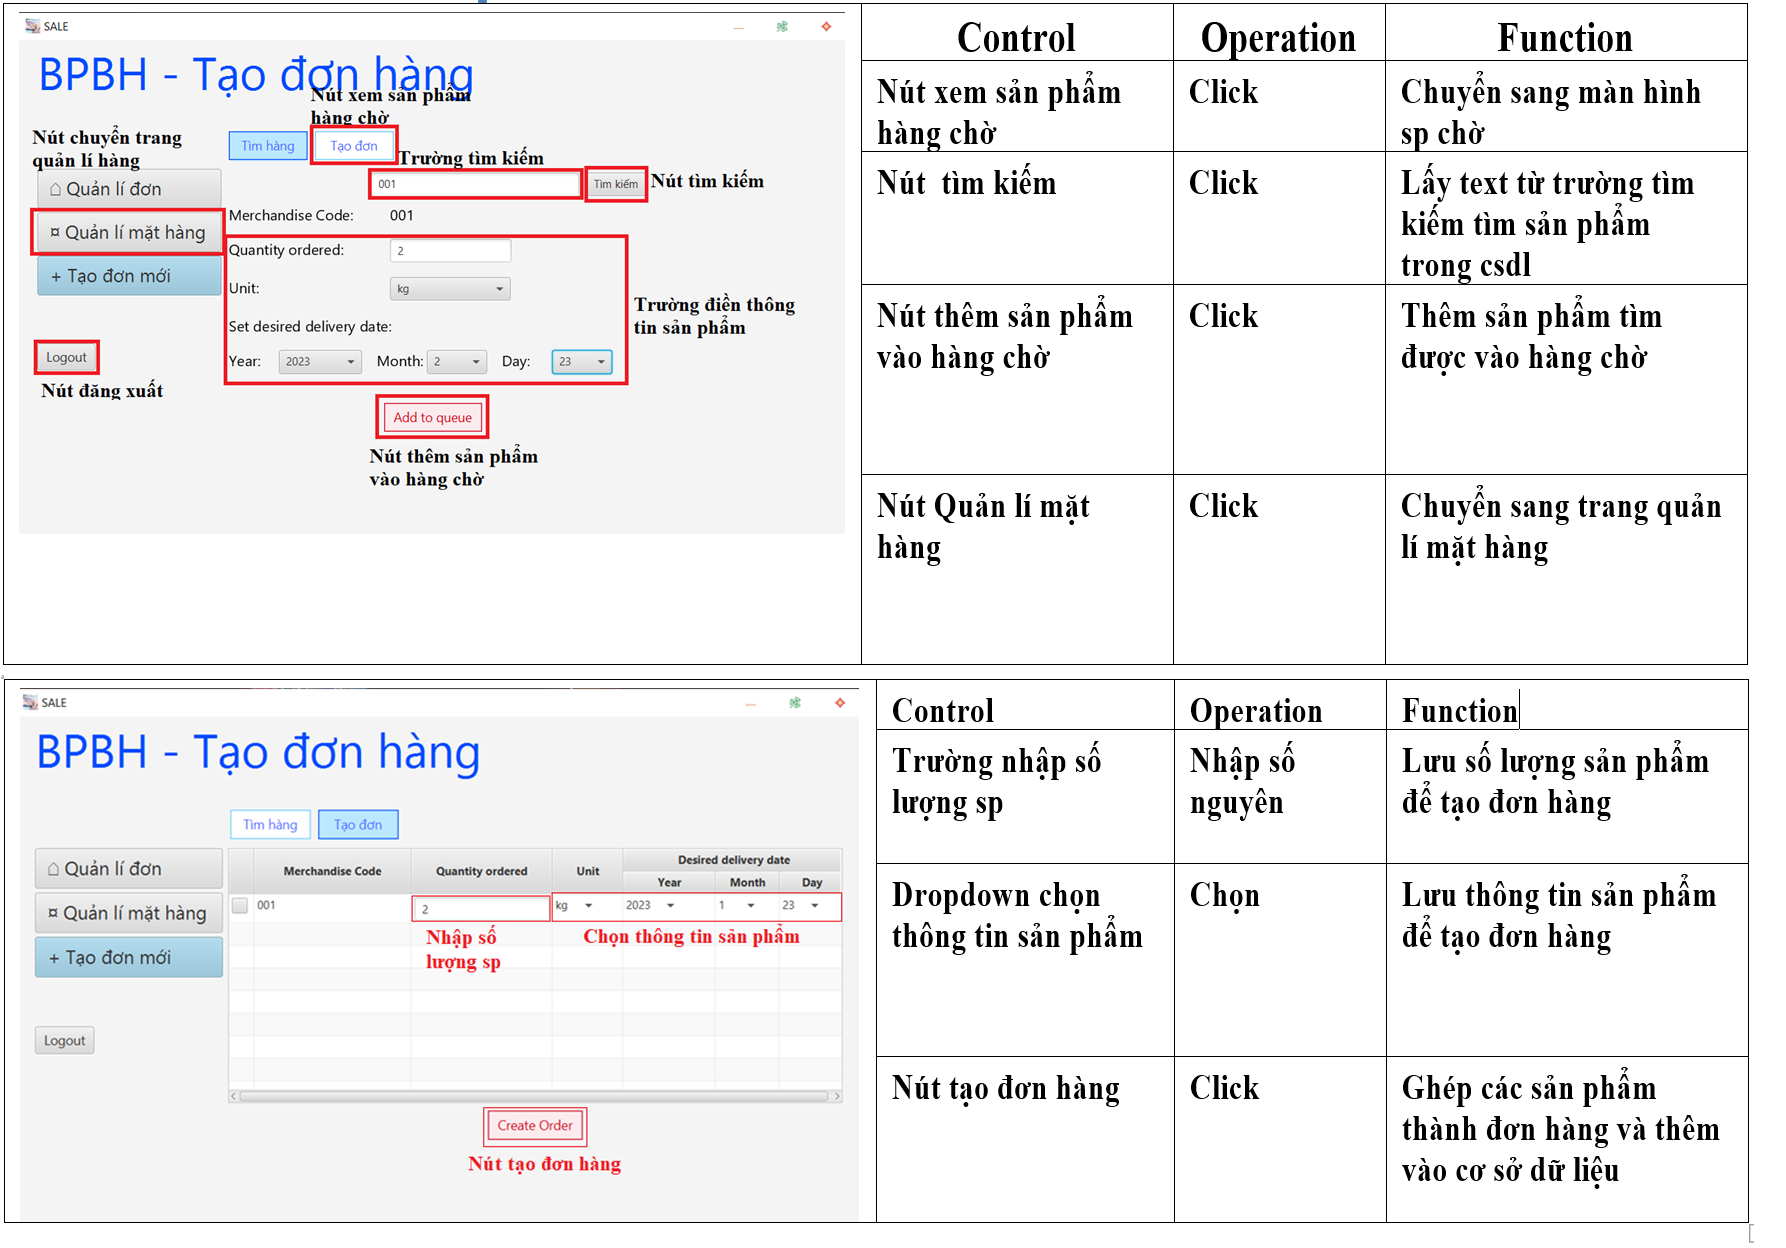 SALE
BPBH - Tạo đơn hàng
Nút xem sản phẩm
hàng chờ
Nút chuyển trang
quản lí hàng
Tìm hàng
Tạo đơn
Trường tìm kiếm
001
Tìm kiếm
Nút tìm kiếm
Quản lí đơn
Merchandise Code: 001
¤ Quản lí mặt hàng
Quantity ordered: 2
+ Tạo đơn mới
Unit: kg
Trường điền thông
tin sản phẩm
Set desired delivery date:
Year: 2023 Month: 2 Day: 23
Logout
Nút đăng xuất
Add to queue
Nút thêm sản phẩm
vào hàng chờ
Control Operation Function
Nút xem sản phẩm Click Chuyển sang màn hình
hàng chờ sp chờ
Nút tìm kiếm Click Lấy text từ trường tìm
kiếm tìm sản phẩm
trong csdl
Nút thêm sản phẩm Click Thêm sản phẩm tìm
vào hàng chờ được vào hàng chờ
Nút Quản lí mặt Click Chuyển sang trang quản
hàng lí mặt hàng
SALE
BPBH - Tạo đơn hàng
Tìm hàng
Tạo đơn
Quản lí đơn
¤ Quản lí mặt hàng
+ Tạo đơn mới
Logout
Merchandise Code Quantity ordered Unit Desired delivery date
Year Month Day
001 2 kg 2023 1 23
Nhập số
lượng sp
Chọn thông tin sản phẩm
Create Order
Nút tạo đơn hàng
Control Operation Function
Trường nhập số Nhập số Lưu số lượng sản phẩm
lượng sp nguyên để tạo đơn hàng
Dropdown chọn Chọn Lưu thông tin sản phẩm
thông tin sản phẩm để tạo đơn hàng
Nút tạo đơn hàng Click Ghép các sản phẩm
thành đơn hàng và thêm
vào cơ sở dữ liệu